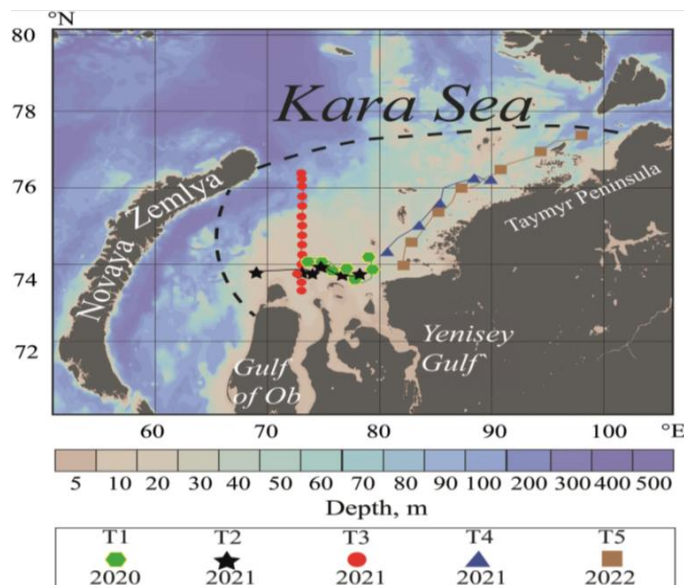 °N
80
78
76
74
72
Kara Sea
Novaya Zemlya
Taymyr Peninsula
Gulf
of Ob
Yenisey
Gulf
60 70 80 90 100 °E
5 10 20 30 40 50 60 70 80 90 100 200 300 400 500
Depth, m
T1 T2 T3 T4 T5
2020 2021 2021 2021 2022